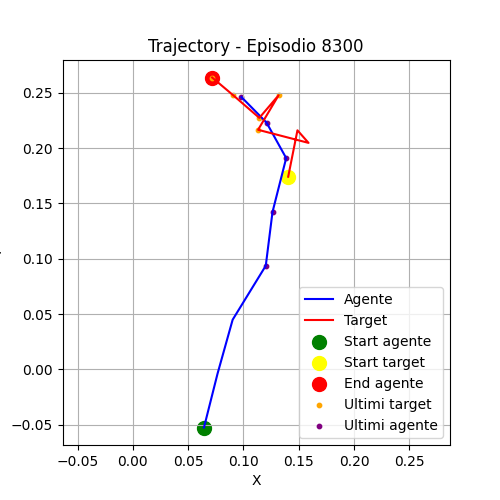 Trajectory - Episodio 8300
0.25
0.20
0.15
0.10
0.05
0.00
−0.05
−0.05
0.00
0.05
0.10
0.15
0.20
0.25
X
Agente
Target
Start agente
Start target
End agente
Ultimi target
Ultimi agente